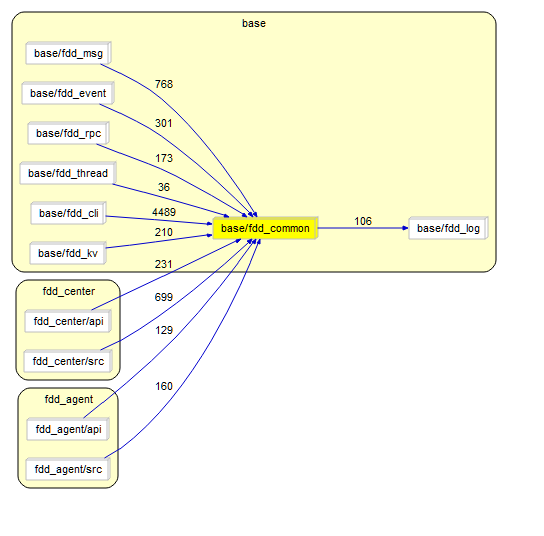 base
base/fdd_msg
768
base/fdd_event
301
base/fdd_rpc
173
base/fdd_thread
36
base/fdd_cli
4489
base/fdd_common
106
base/fdd_log
base/fdd_kv
210
231
fdd_center
699
fdd_center/api
129
fdd_center/src
160
fdd_agent
fdd_agent/api
fdd_agent/src